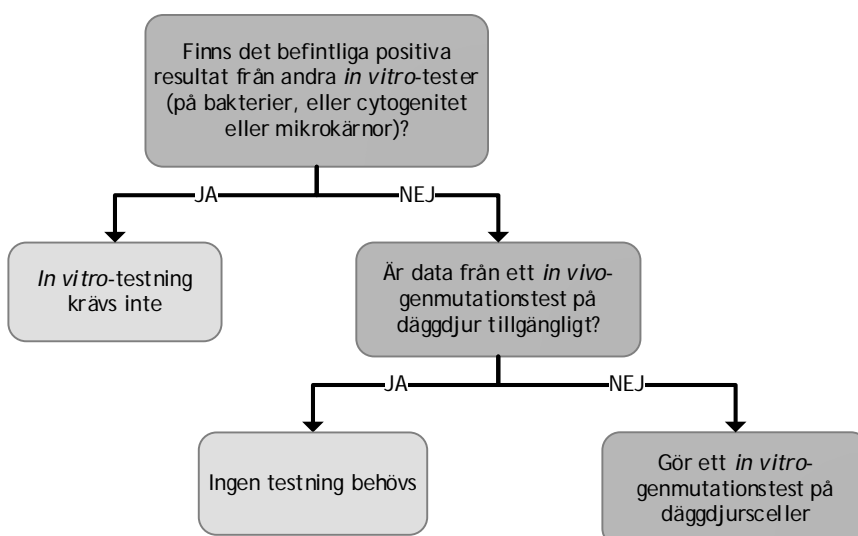 Finns det befintliga positiva
resultat från andra in vitro-tester
(på bakterier, eller cytogenitet
eller mikrokärnor)?
JA
NEJ
In vitro-testning
krävs inte
Är data från ett in vivo-
genmutationstest på
däggdjur tillgängligt?
JA
NEJ
Ingen testning behövs
Gör ett in vitro-
genmutationstest på
däggdjursceller